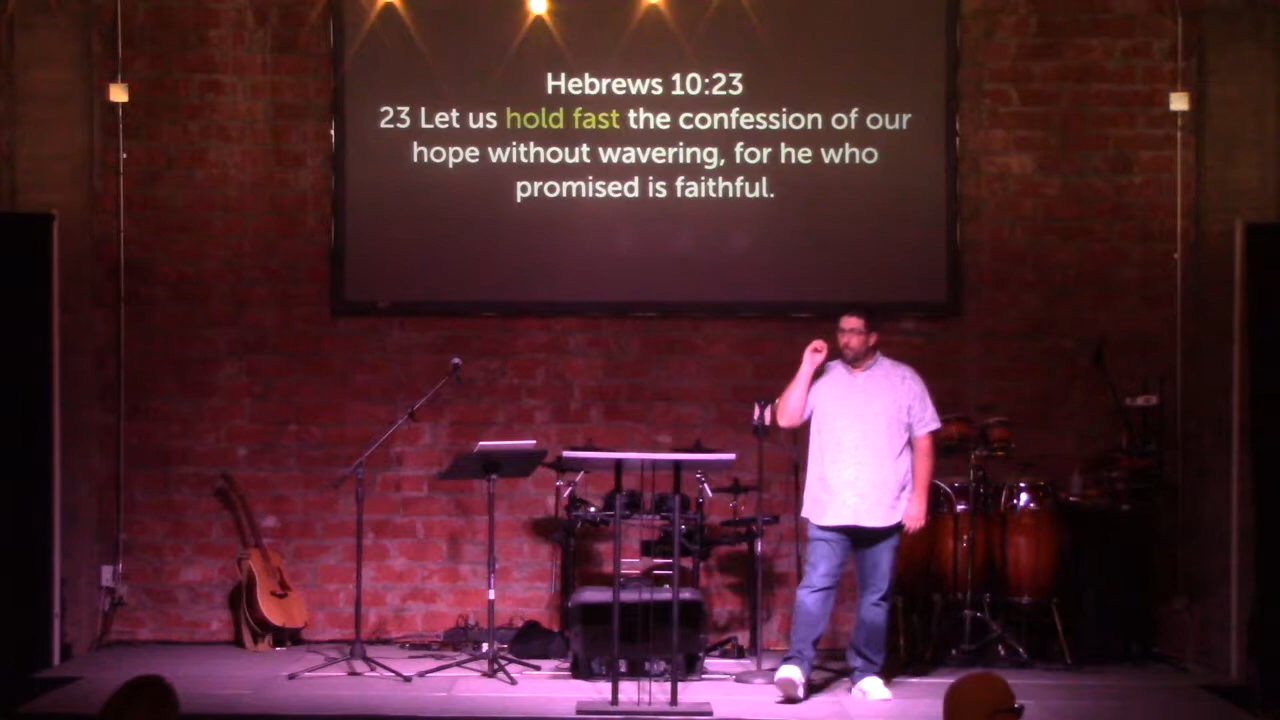 Hebrews 10:23
23 Let us hold fast the confession of our
hope without wavering, for he who
promised is faithful.